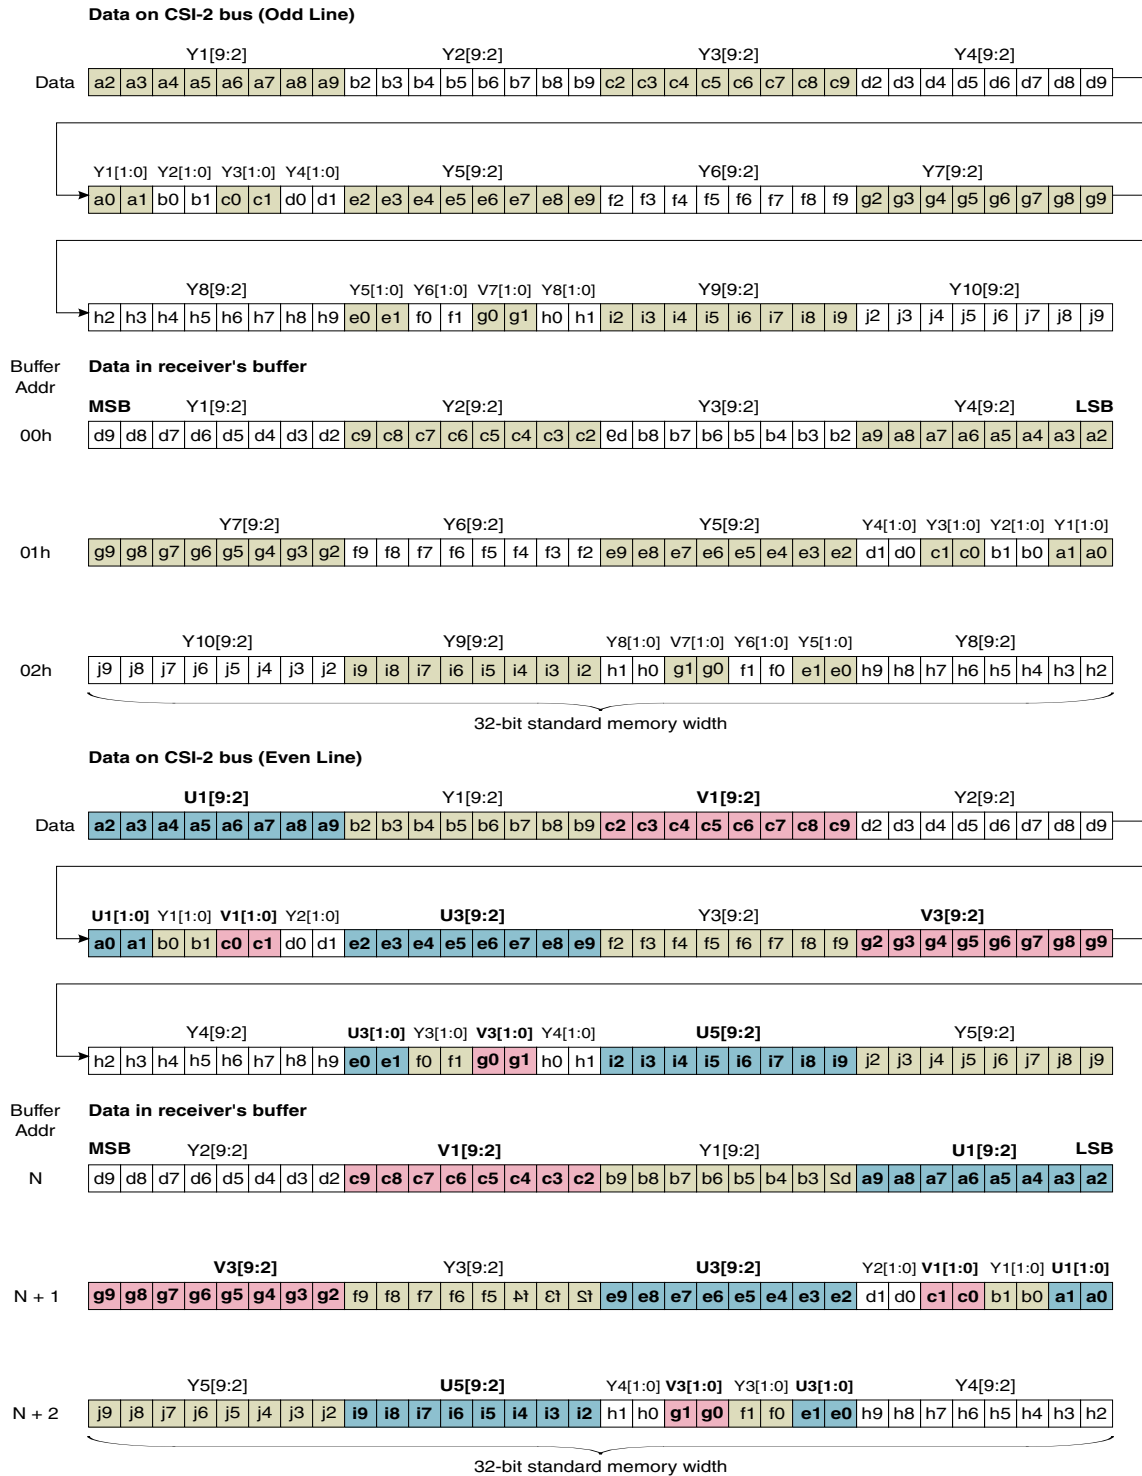 Data on CSI-2 bus (Odd Line)
Y1[9:2] Y2[9:2] Y3[9:2] Y4[9:2]
Data a2 a3 a4 a5 a6 a7 a8 a9 b2 b3 b4 b5 b6 b7 b8 b9 c2 c3 c4 c5 c6 c7 c8 c9 d2 d3 d4 d5 d6 d7 d8 d9
Y1[1:0] Y2[1:0] Y3[1:0] Y4[1:0] Y5[9:2] Y6[9:2] Y7[9:2]
a0 a1 b0 b1 c0 c1 d0 d1 e2 e3 e4 e5 e6 e7 e8 e9 f2 f3 f4 f5 f6 f7 f8 f9 g2 g3 g4 g5 g6 g7 g8 g9
Y8[9:2] Y5[1:0] Y6[1:0] V7[1:0] Y8[1:0] Y9[9:2] Y10[9:2]
h2 h3 h4 h5 h6 h7 h8 h9 e0 e1 f0 f1 g0 g1 h0 h1 i2 i3 i4 i5 i6 i7 i8 i9 j2 j3 j4 j5 j6 j7 j8 j9
Buffer Addr Data in receiver's buffer
MSB Y1[9:2] Y2[9:2] Y3[9:2] Y4[9:2] LSB
00h d9 d8 d7 d6 d5 d4 d3 d2 c9 c8 c7 c6 c5 c4 c3 c2 b9 b8 b7 b6 b5 b4 b3 b2 a9 a8 a7 a6 a5 a4 a3 a2
Y7[9:2] Y6[9:2] Y5[9:2] Y4[1:0] Y3[1:0] Y2[1:0] Y1[1:0]
01h g9 g8 g7 g6 g5 g4 g3 g2 f9 f8 f7 f6 f5 f4 f3 f2 e9 e8 e7 e6 e5 e4 e3 e2 d1 d0 c1 c0 b1 b0 a1 a0
Y10[9:2] Y9[9:2] Y8[1:0] V7[1:0] Y6[1:0] Y5[1:0] Y8[9:2]
02h j9 j8 j7 j6 j5 j4 j3 j2 i9 i8 i7 i6 i5 i4 i3 i2 h1 h0 g1 g0 f1 f0 e1 e0 h9 h8 h7 h6 h5 h4 h3 h2
32-bit standard memory width
Data on CSI-2 bus (Even Line)
U1[9:2] Y1[9:2] V1[9:2] Y2[9:2]
Data a2 a3 a4 a5 a6 a7 a8 a9 b2 b3 b4 b5 b6 b7 b8 b9 c2 c3 c4 c5 c6 c7 c8 c9 d2 d3 d4 d5 d6 d7 d8 d9
U1[1:0] Y1[1:0] V1[1:0] Y2[1:0] U3[9:2] Y3[9:2] V3[9:2]
a0 a1 b0 b1 c0 c1 d0 d1 e2 e3 e4 e5 e6 e7 e8 e9 f2 f3 f4 f5 f6 f7 f8 f9 g2 g3 g4 g5 g6 g7 g8 g9
Y4[9:2] U3[1:0] Y3[1:0] V3[1:0] Y4[1:0] U5[9:2] Y5[9:2]
h2 h3 h4 h5 h6 h7 h8 h9 e0 e1 f0 f1 g0 g1 h0 h1 i2 i3 i4 i5 i6 i7 i8 i9 j2 j3 j4 j5 j6 j7 j8 j9
Buffer Addr Data in receiver's buffer
MSB Y2[9:2] V1[9:2] Y1[9:2] U1[9:2] LSB
N d9 d8 d7 d6 d5 d4 d3 d2 c9 c8 c7 c6 c5 c4 c3 c2 b9 b8 b7 b6 b5 b4 b3 b2 a9 a8 a7 a6 a5 a4 a3 a2
V3[9:2] Y3[9:2] U3[9:2] Y2[1:0] V1[1:0] Y1[1:0] U1[1:0]
N + 1 g9 g8 g7 g6 g5 g4 g3 g2 f9 f8 f7 f6 f5 f4 f3 f2 e9 e8 e7 e6 e5 e4 e3 e2 d1 d0 c1 c0 b1 b0 a1 a0
Y5[9:2] U5[9:2] Y4[1:0] V3[1:0] Y3[1:0] U3[1:0] Y4[9:2]
N + 2 j9 j8 j7 j6 j5 j4 j3 j2 i9 i8 i7 i6 i5 i4 i3 i2 h1 h0 g1 g0 f1 f0 e1 e0 h9 h8 h7 h6 h5 h4 h3 h2
32-bit standard memory width